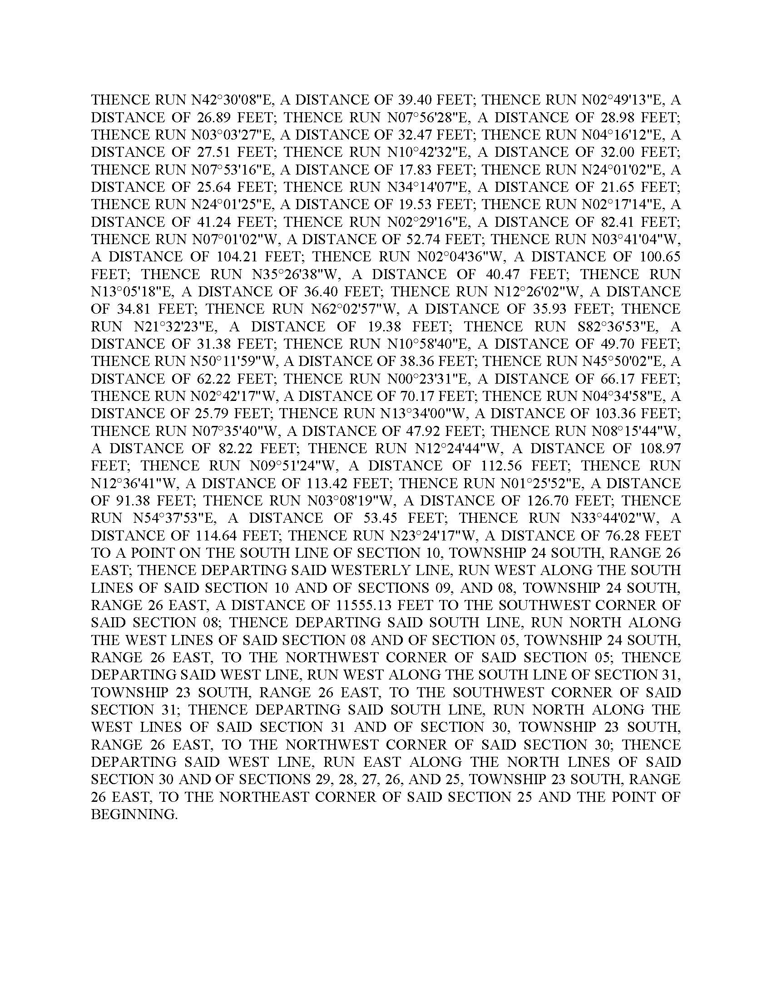 THENCE RUN N42°30'08"E, A DISTANCE OF 39.40 FEET; THENCE RUN N02°49'13"E, A
DISTANCE OF 26.89 FEET; THENCE RUN N07°56'28"E, A DISTANCE OF 28.98 FEET;
THENCE RUN N03°03'27"E, A DISTANCE OF 32.47 FEET; THENCE RUN N04°16'12"E, A
DISTANCE OF 27.51 FEET; THENCE RUN N10°42'32"E, A DISTANCE OF 32.00 FEET;
THENCE RUN N07°53'16"E, A DISTANCE OF 17.83 FEET; THENCE RUN N24°01'02"E, A
DISTANCE OF 25.64 FEET; THENCE RUN N34°14'07"E, A DISTANCE OF 21.65 FEET;
THENCE RUN N24°01'25"E, A DISTANCE OF 19.53 FEET; THENCE RUN N02°17'14"E, A
DISTANCE OF 41.24 FEET; THENCE RUN N02°29'16"E, A DISTANCE OF 82.41 FEET;
THENCE RUN N07°01'02"W, A DISTANCE OF 52.74 FEET; THENCE RUN N03°41'04"W,
A DISTANCE OF 104.21 FEET; THENCE RUN N02°04'36"W, A DISTANCE OF 100.65
FEET; THENCE RUN N35°26'38"W, A DISTANCE OF 40.47 FEET; THENCE RUN
N13°05'18"E, A DISTANCE OF 36.40 FEET; THENCE RUN N12°26'02"W, A DISTANCE
OF 34.81 FEET; THENCE RUN N62°02'57"W, A DISTANCE OF 35.93 FEET; THENCE
RUN N21°32'23"E, A DISTANCE OF 19.38 FEET; THENCE RUN S82°36'53"E, A
DISTANCE OF 31.38 FEET; THENCE RUN N10°58'40"E, A DISTANCE OF 49.70 FEET;
THENCE RUN N50°11'59"W, A DISTANCE OF 38.36 FEET; THENCE RUN N45°50'02"E, A
DISTANCE OF 62.22 FEET; THENCE RUN N00°23'31"E, A DISTANCE OF 66.17 FEET;
THENCE RUN N02°42'17"W, A DISTANCE OF 70.17 FEET; THENCE RUN N04°34'58"E, A
DISTANCE OF 25.79 FEET; THENCE RUN N13°34'00"W, A DISTANCE OF 103.36 FEET;
THENCE RUN N07°35'40"W, A DISTANCE OF 47.92 FEET; THENCE RUN N08°15'44"W,
A DISTANCE OF 82.22 FEET; THENCE RUN N12°24'44"W, A DISTANCE OF 108.97
FEET; THENCE RUN N09°51'24"W, A DISTANCE OF 112.56 FEET; THENCE RUN
N12°36'41"W, A DISTANCE OF 113.42 FEET; THENCE RUN N01°25'52"E, A DISTANCE
OF 91.38 FEET; THENCE RUN N03°08'19"W, A DISTANCE OF 126.70 FEET; THENCE
RUN N54°37'53"E, A DISTANCE OF 53.45 FEET; THENCE RUN N33°44'02"W, A
DISTANCE OF 114.64 FEET; THENCE RUN N23°24'17"W, A DISTANCE OF 76.28 FEET
TO A POINT ON THE SOUTH LINE OF SECTION 10, TOWNSHIP 24 SOUTH, RANGE 26
EAST; THENCE DEPARTING SAID WESTERLY LINE, RUN WEST ALONG THE SOUTH
LINES OF SAID SECTION 10 AND OF SECTIONS 09, AND 08, TOWNSHIP 24 SOUTH,
RANGE 26 EAST, A DISTANCE OF 11555.13 FEET TO THE SOUTHWEST CORNER OF
SAID SECTION 08; THENCE DEPARTING SAID SOUTH LINE, RUN NORTH ALONG
THE WEST LINES OF SAID SECTION 08 AND OF SECTION 05, TOWNSHIP 24 SOUTH,
RANGE 26 EAST, TO THE NORTHWEST CORNER OF SAID SECTION 05; THENCE
DEPARTING SAID WEST LINE, RUN WEST ALONG THE SOUTH LINE OF SECTION 31,
TOWNSHIP 23 SOUTH, RANGE 26 EAST, TO THE SOUTHWEST CORNER OF SAID
SECTION 31; THENCE DEPARTING SAID SOUTH LINE, RUN NORTH ALONG THE
WEST LINES OF SAID SECTION 31 AND OF SECTION 30, TOWNSHIP 23 SOUTH,
RANGE 26 EAST, TO THE NORTHWEST CORNER OF SAID SECTION 30; THENCE
DEPARTING SAID WEST LINE, RUN EAST ALONG THE NORTH LINES OF SAID
SECTION 30 AND OF SECTIONS 29, 28, 27, 26, AND 25, TOWNSHIP 23 SOUTH, RANGE
26 EAST, TO THE NORTHEAST CORNER OF SAID SECTION 25 AND THE POINT OF
BEGINNING.